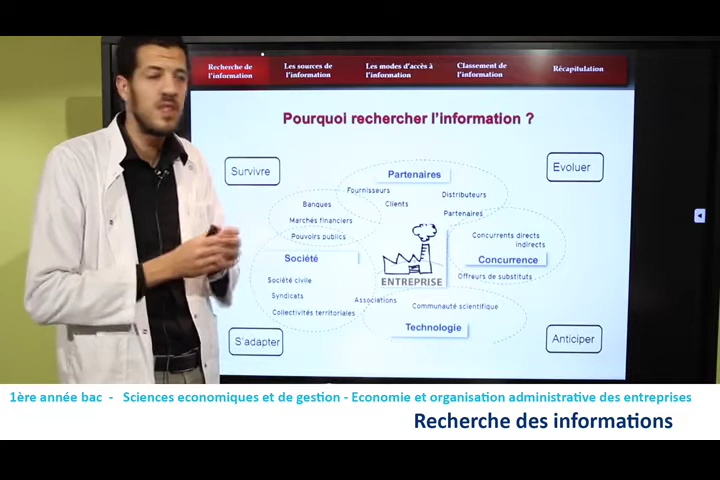 Recherche de
l'information
Les sources de
l'information
Les modes d'accès à
l'information
Classement de
l'information
Récapitulation
Pourquoi rechercher l'information ?
Survivre
Evoluer
Partenaires
Fournisseurs
Distributeurs
Banques
Clients
Partenaires
Marchés financiers
Pouvoirs publics
Concurrents directs
indirects
Société
Concurrence
Société civile
Offreurs de substituts
ENTREPRISE
Syndicats
Associations
Communauté scientifique
Collectivités territoriales
Technologie
S'adapter
Anticiper
1ère année bac - Sciences economiques et de gestion - Economie et organisation administrative des entreprises
Recherche des informations